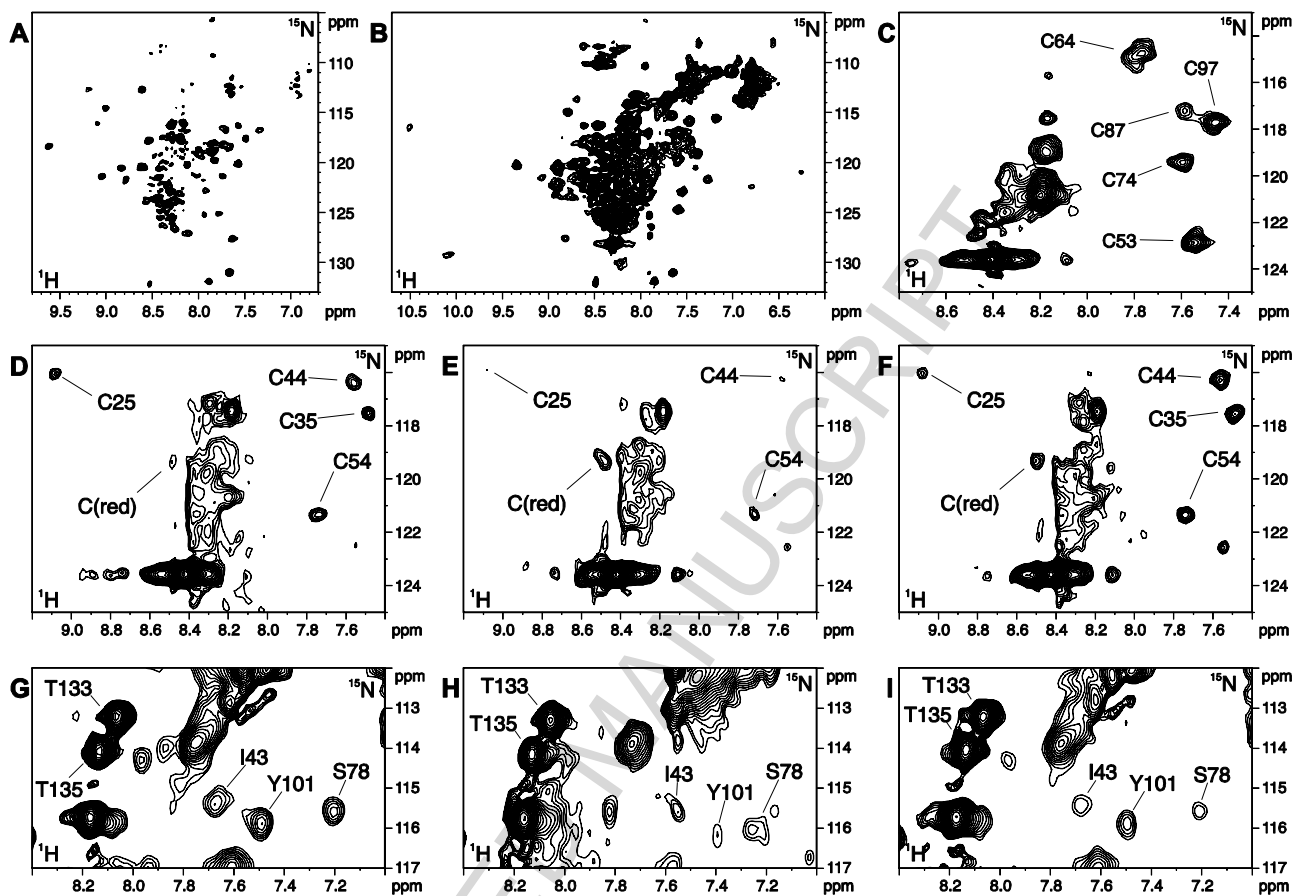 A
15N
ppm
110
115
120
125
130
1H
9.5 9.0 8.5 8.0 7.5 7.0 ppm
B
15N
ppm
110
115
120
125
130
1H
10.5 10.0 9.5 9.0 8.5 8.0 7.5 7.0 6.5 ppm
C
15N
ppm
C64
C97
116
C87
118
C74
120
122
C53
124
1H
8.6 8.4 8.2 8.0 7.8 7.6 7.4 ppm
D
15N
ppm
C44
C25
C35
118
C54
120
C(red)
122
124
1H
9.0 8.8 8.6 8.4 8.2 8.0 7.8 7.6 ppm
E
15N
ppm
C44
C25
118
C54
120
C(red)
122
124
1H
9.0 8.8 8.6 8.4 8.2 8.0 7.8 7.6 ppm
F
15N
ppm
C44
C25
C35
118
C54
120
C(red)
122
124
1H
9.0 8.8 8.6 8.4 8.2 8.0 7.8 7.6 ppm
G
15N
ppm
T133
113
114
I43
S78
T135
Y101
115
116
1H
117
8.2 8.0 7.8 7.6 7.4 7.2 ppm
H
15N
ppm
T133
113
T135
114
I43
Y101
S78
115
116
1H
117
8.2 8.0 7.8 7.6 7.4 7.2 ppm
I
15N
ppm
T133
113
T135
114
I43
Y101
S78
115
116
1H
117
8.2 8.0 7.8 7.6 7.4 7.2 ppm
MANUSCRIPT